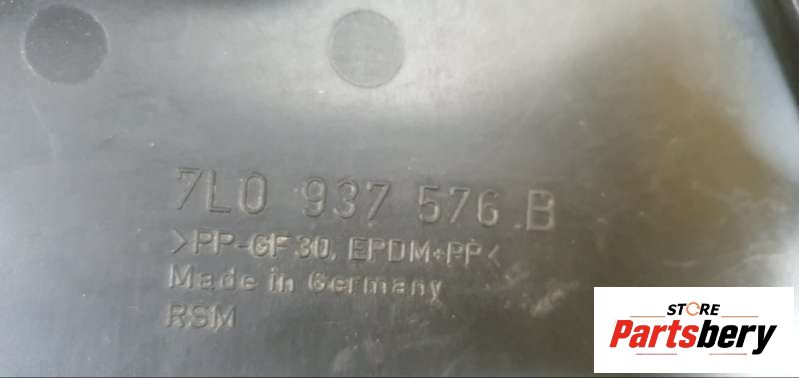 7L0 937 576 B
>PP-GF30, EPDM+PP<
Made in Germany
RSM
STORE
Partsbery